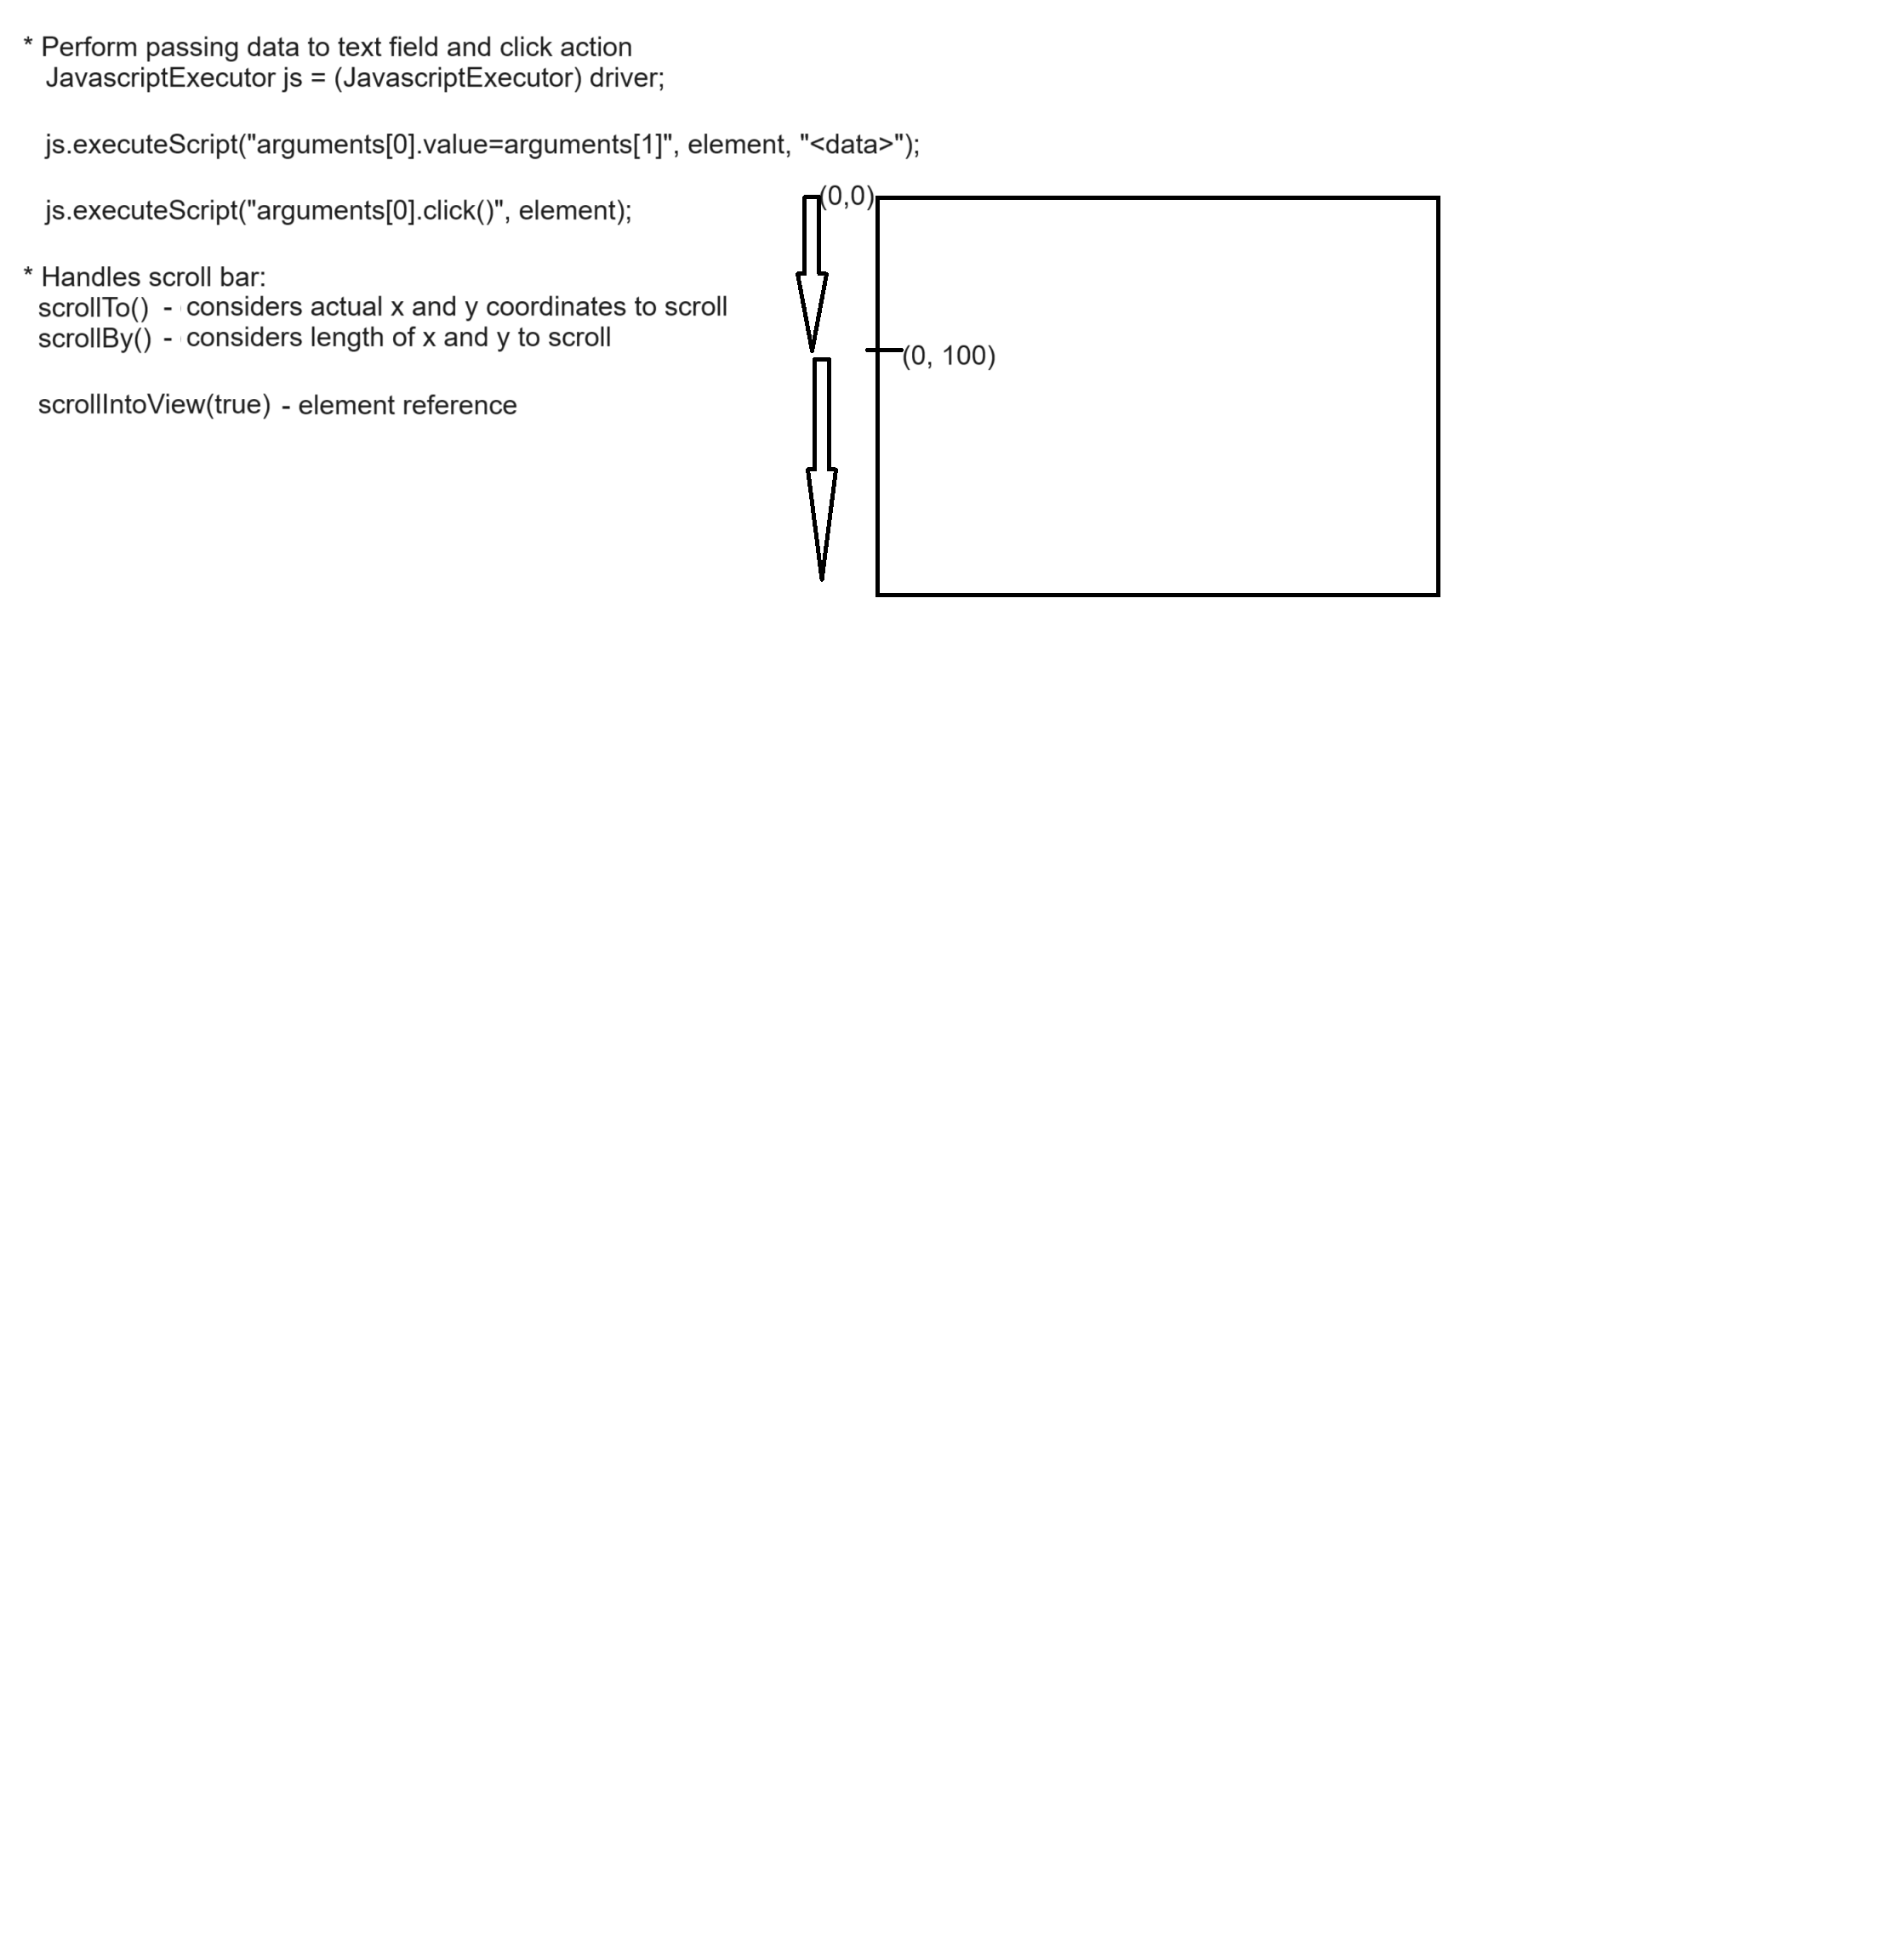 * Perform passing data to text field and click action
JavascriptExecutor js = (JavascriptExecutor) driver;
js.executeScript("arguments[0].value=arguments[1]", element, "<data>");
js.executeScript("arguments[0].click()", element);
* Handles scroll bar:
scrollTo() - considers actual x and y coordinates to scroll
scrollBy() - considers length of x and y to scroll
scrollIntoView(true) - element reference
(0,0)
(0, 100)